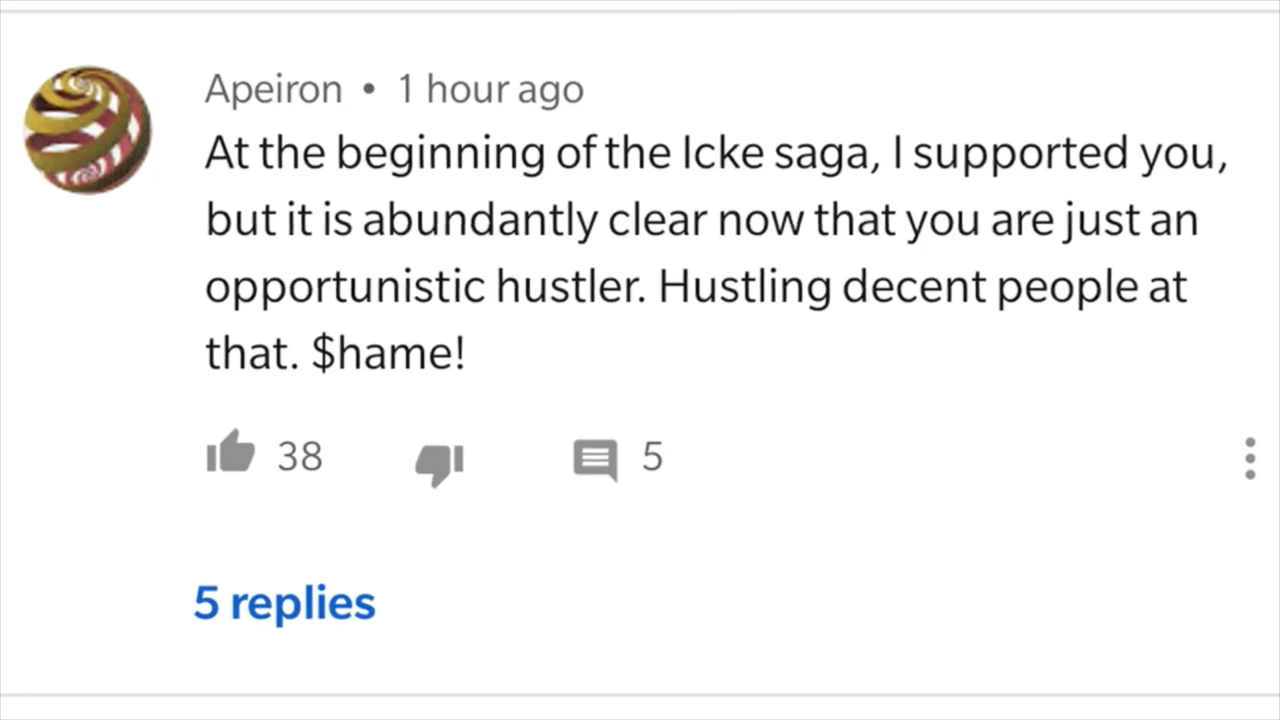 Apeiron • 1 hour ago
At the beginning of the Icke saga, I supported you,
but it is abundantly clear now that you are just an
opportunistic hustler. Hustling decent people at
that. $hame!
38 5
5 replies